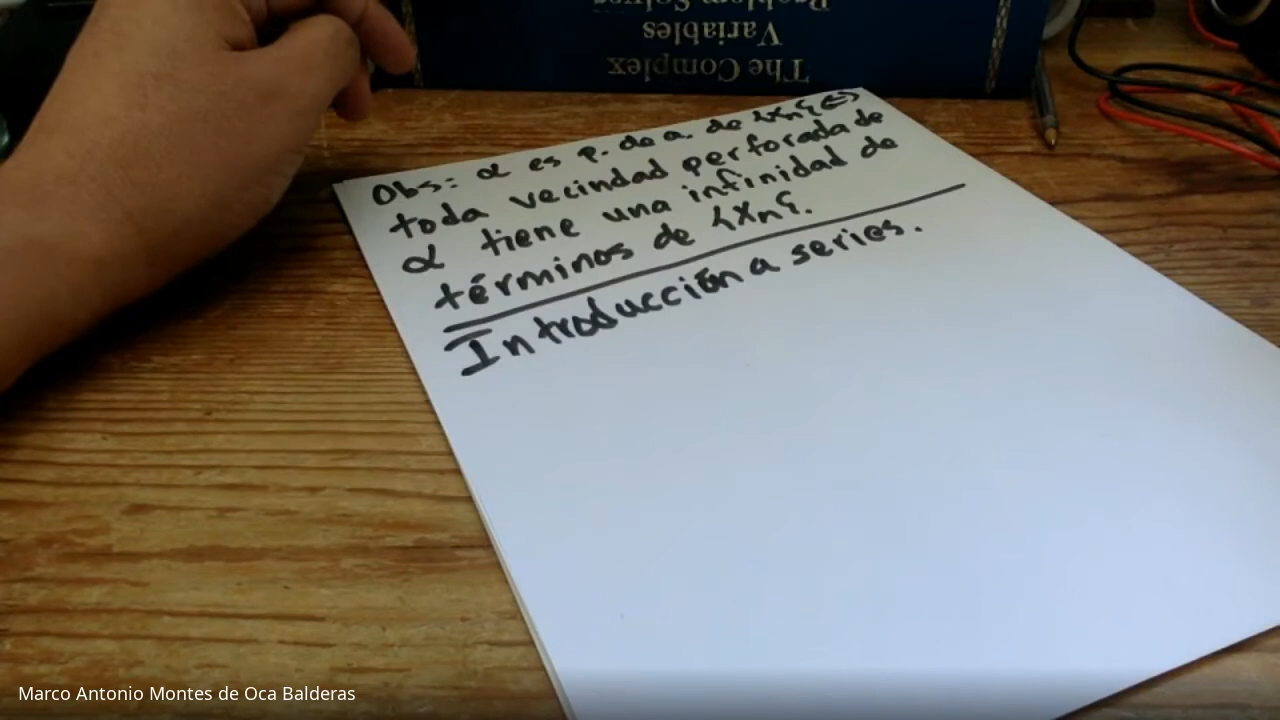 The Complex
Variables
Problem Solver
Obs: α es p. de a. de {xn} ⇔
toda vecindad perforada de
α tiene una infinidad de
términos de {xn}.
Introducción a series.
Marco Antonio Montes de Oca Balderas